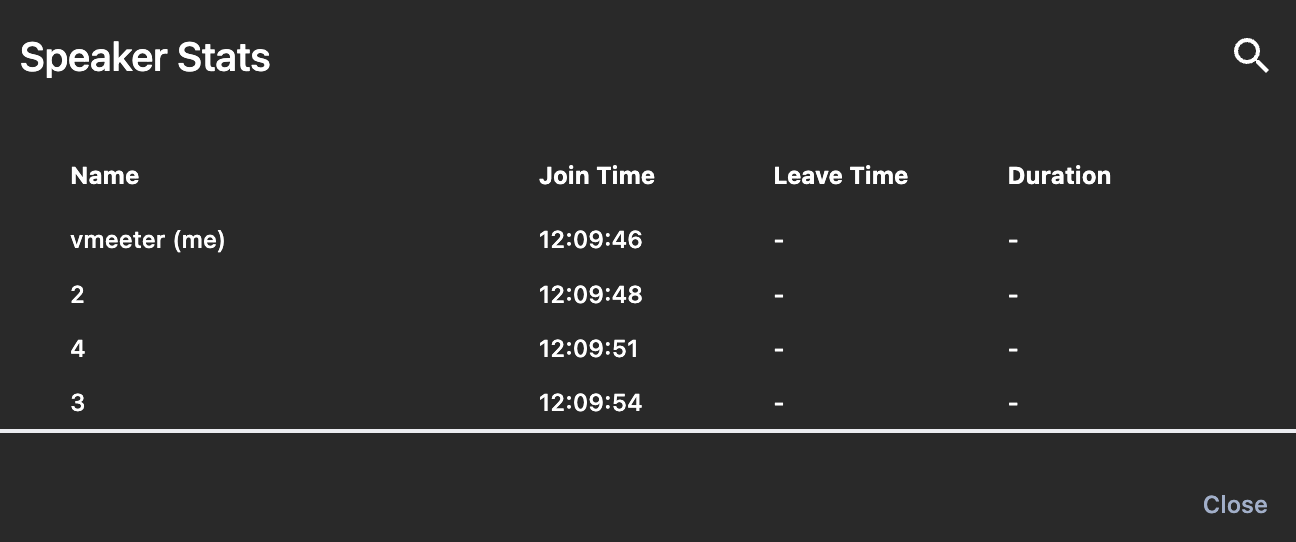 Speaker Stats
Name Join Time Leave Time Duration
vmeeter (me) 12:09:46 - -
2 12:09:48 - -
4 12:09:51 - -
3 12:09:54 - -
Close